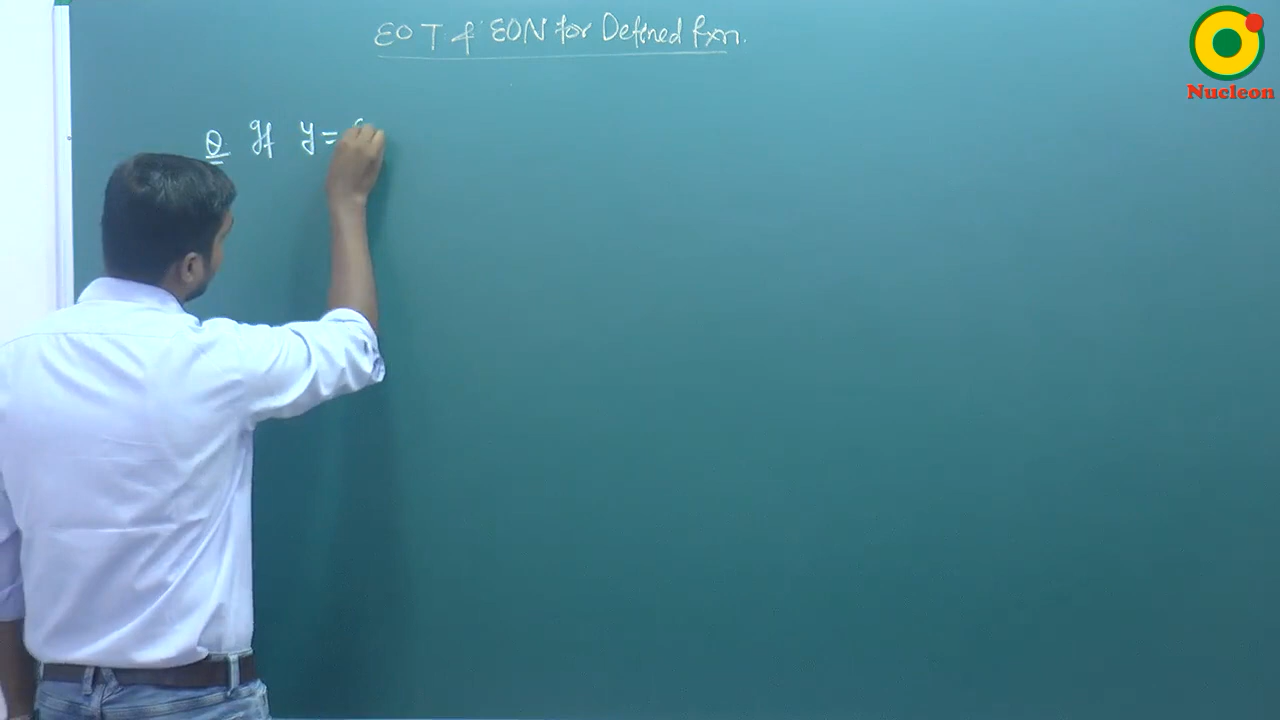 EOT & EON for Defined fxn.
Nucleon
Q. If y =